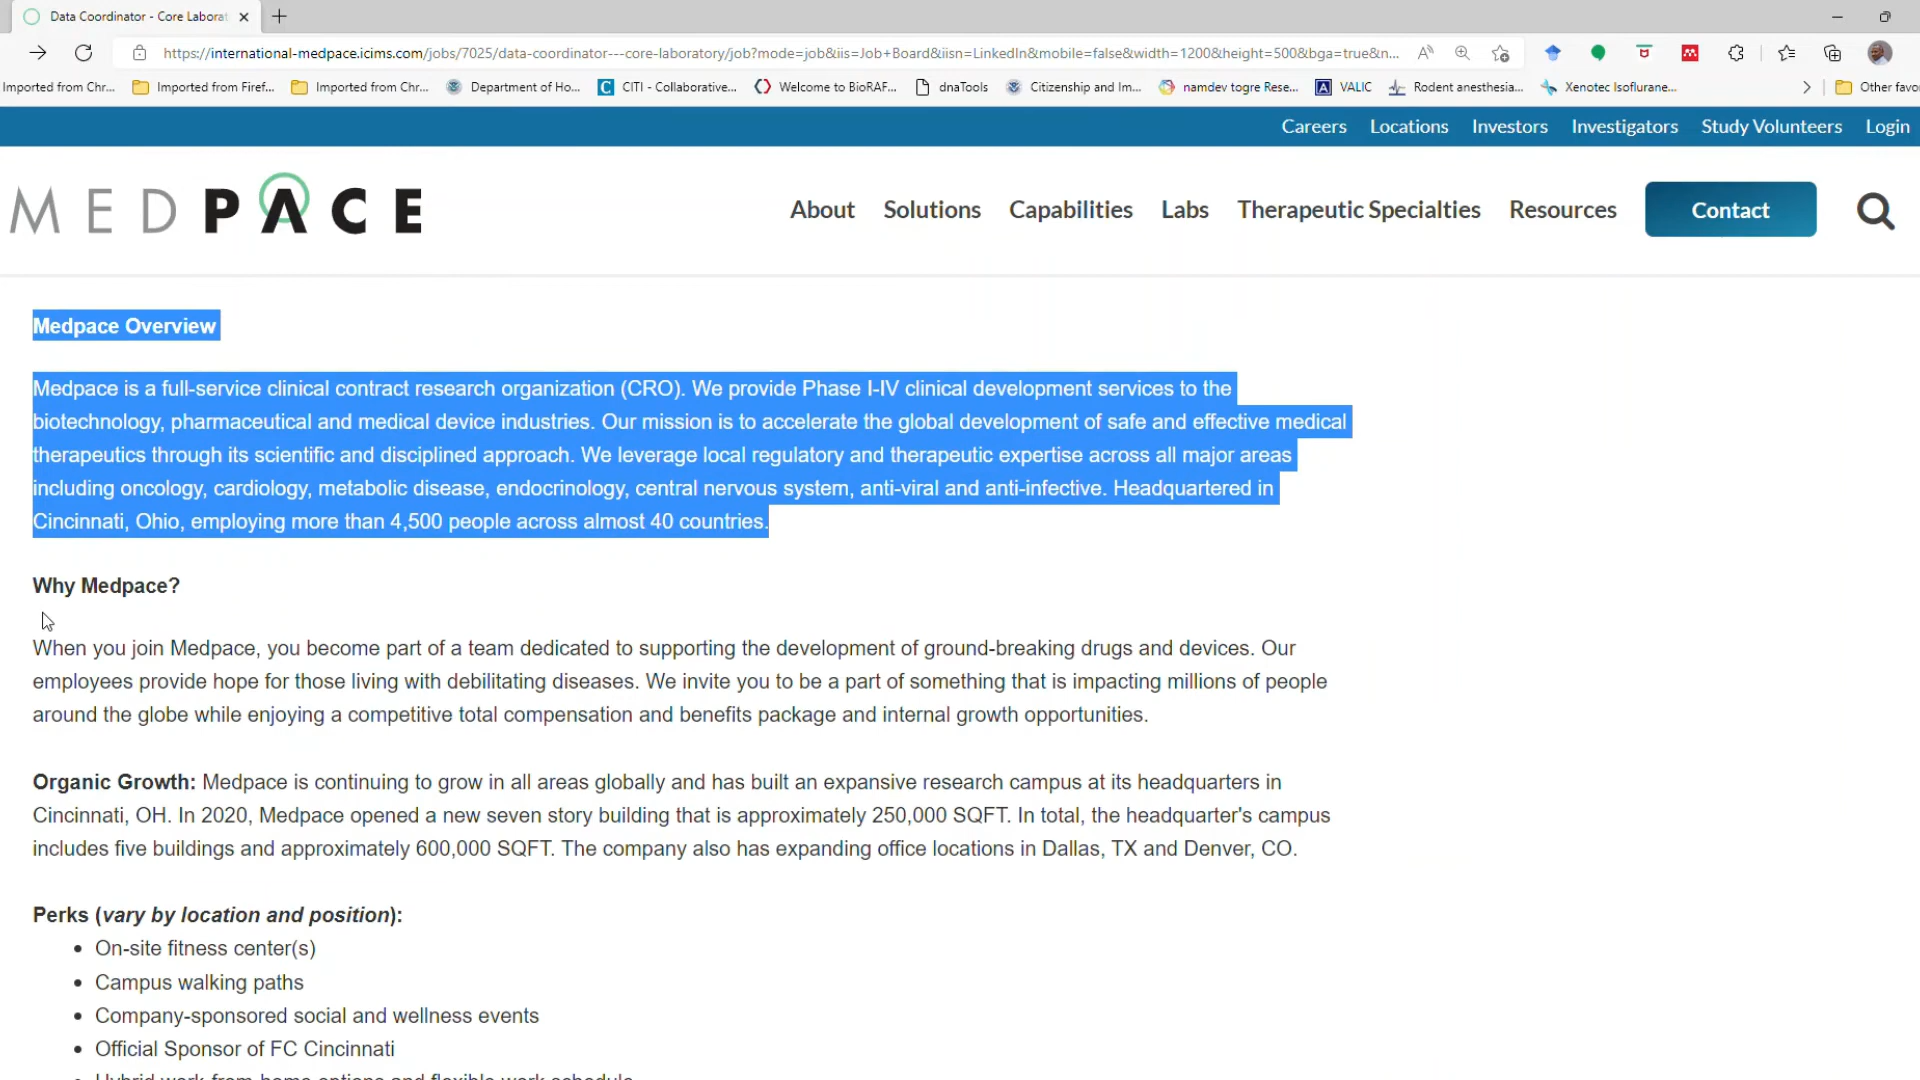 Data Coordinator - Core Laborat
https://international-medpace.icims.com/jobs/7025/data-coordinator---core-laboratory/job?mode=job&iis=Job+Board&iisn=LinkedIn&mobile=false&width=1200&height=500&bga=true&n...
Imported from Chr... Imported from Firef... Imported from Chr... Department of Ho... CITI - Collaborative... Welcome to BioRAF... dnaTools Citizenship and Im... namdev togre Rese... VALIC Rodent anesthesia... Xenotec Isoflurane... Other favo
Careers Locations Investors Investigators Study Volunteers Login
MEDPACE About Solutions Capabilities Labs Therapeutic Specialties Resources Contact
Medpace Overview
Medpace is a full-service clinical contract research organization (CRO). We provide Phase I-IV clinical development services to the
biotechnology, pharmaceutical and medical device industries. Our mission is to accelerate the global development of safe and effective medical
therapeutics through its scientific and disciplined approach. We leverage local regulatory and therapeutic expertise across all major areas
including oncology, cardiology, metabolic disease, endocrinology, central nervous system, anti-viral and anti-infective. Headquartered in
Cincinnati, Ohio, employing more than 4,500 people across almost 40 countries.
Why Medpace?
When you join Medpace, you become part of a team dedicated to supporting the development of ground-breaking drugs and devices. Our
employees provide hope for those living with debilitating diseases. We invite you to be a part of something that is impacting millions of people
around the globe while enjoying a competitive total compensation and benefits package and internal growth opportunities.
Organic Growth: Medpace is continuing to grow in all areas globally and has built an expansive research campus at its headquarters in
Cincinnati, OH. In 2020, Medpace opened a new seven story building that is approximately 250,000 SQFT. In total, the headquarter's campus
includes five buildings and approximately 600,000 SQFT. The company also has expanding office locations in Dallas, TX and Denver, CO.
Perks (vary by location and position):
• On-site fitness center(s)
• Campus walking paths
• Company-sponsored social and wellness events
• Official Sponsor of FC Cincinnati
• Hybrid work-from-home options and flexible work schedule